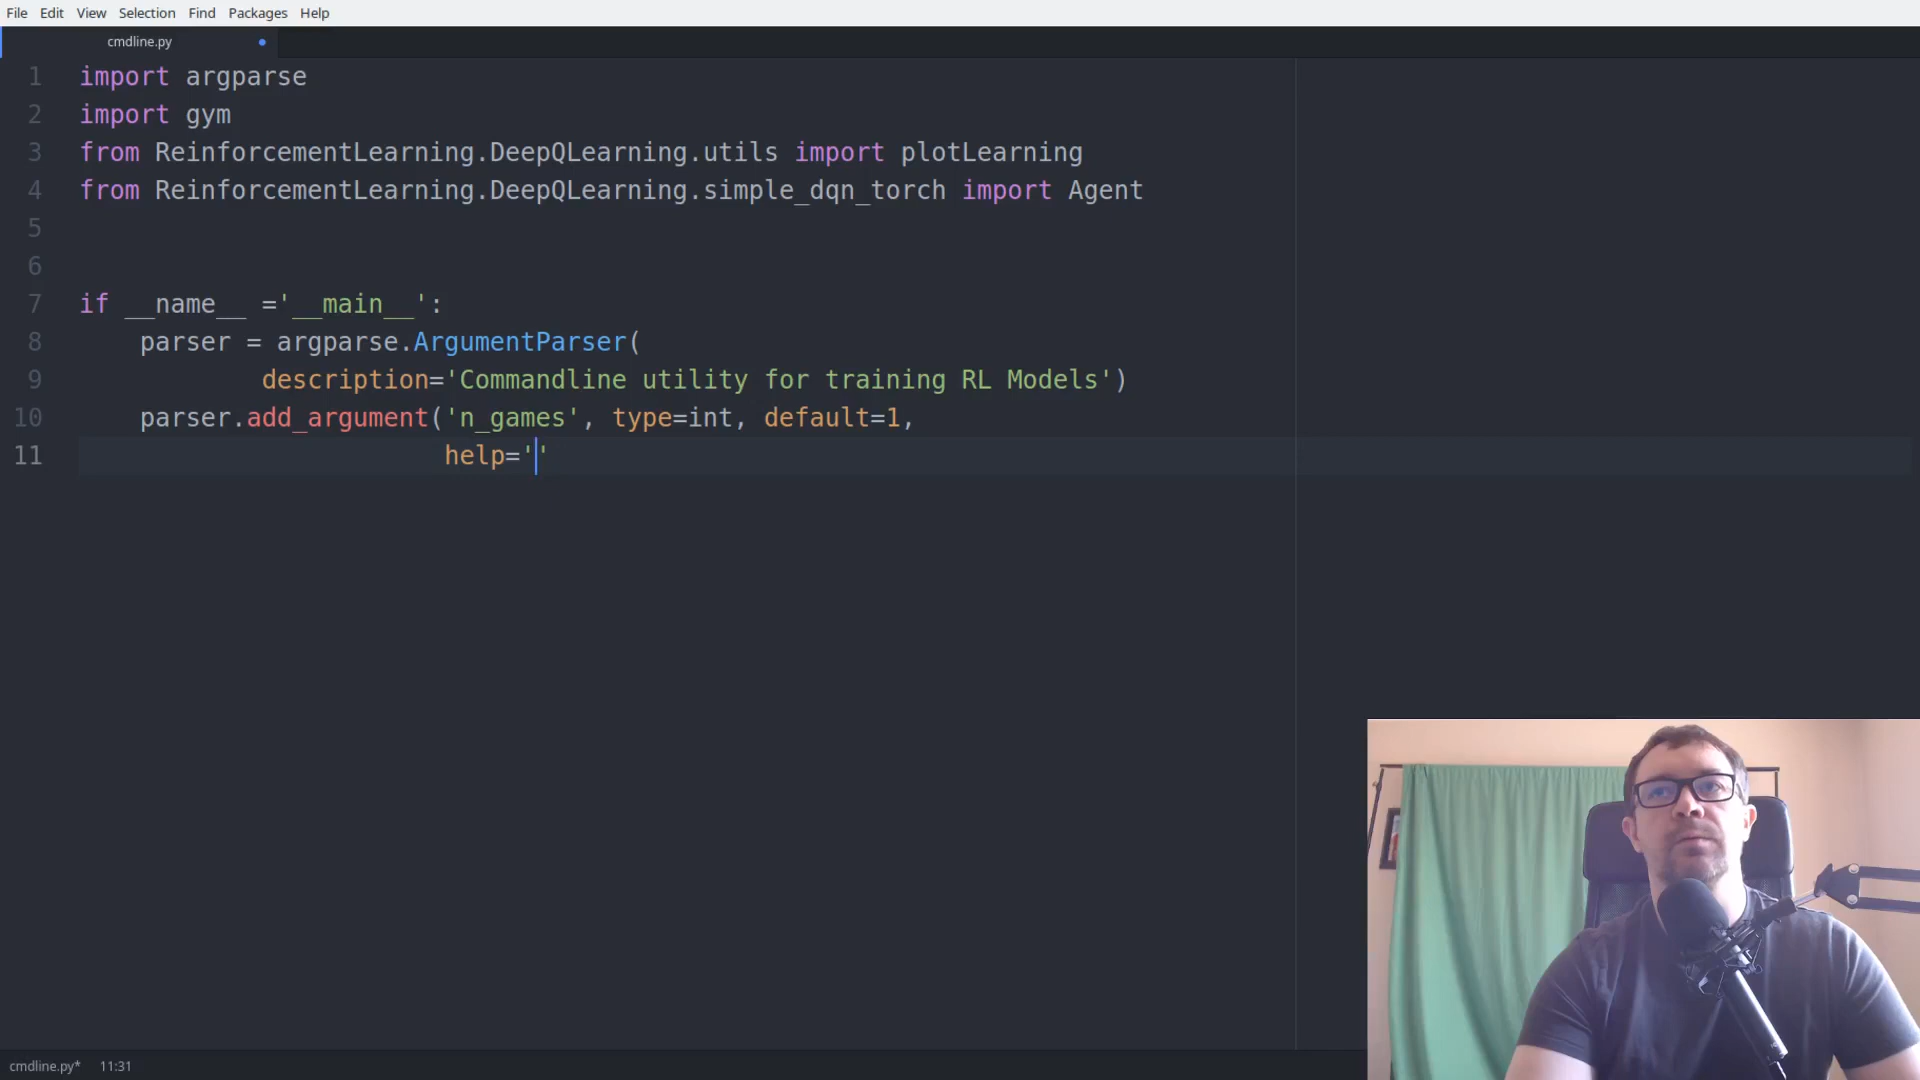 File Edit View Selection Find Packages Help
cmdline.py
1 import argparse
2 import gym
3 from ReinforcementLearning.DeepQLearning.utils import plotLearning
4 from ReinforcementLearning.DeepQLearning.simple_dqn_torch import Agent
5
6
7 if __name__ ='__main__':
8     parser = argparse.ArgumentParser(
9             description='Commandline utility for training RL Models')
10     parser.add_argument('n_games', type=int, default=1,
11                         help=''
cmdline.py* 11:31